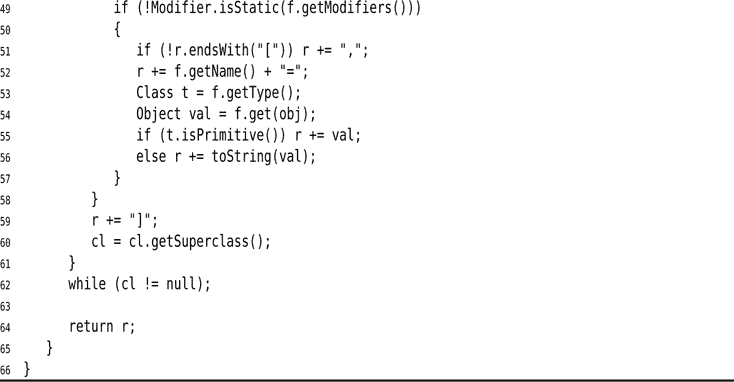 49 if (!Modifier.isStatic(f.getModifiers()))
50 {
51 if (!r.endsWith("[")) r += ",";
52 r += f.getName() + "=";
53 Class t = f.getType();
54 Object val = f.get(obj);
55 if (t.isPrimitive()) r += val;
56 else r += toString(val);
57 }
58 }
59 r += "]";
60 cl = cl.getSuperclass();
61 }
62 while (cl != null);
63
64 return r;
65 }
66 }